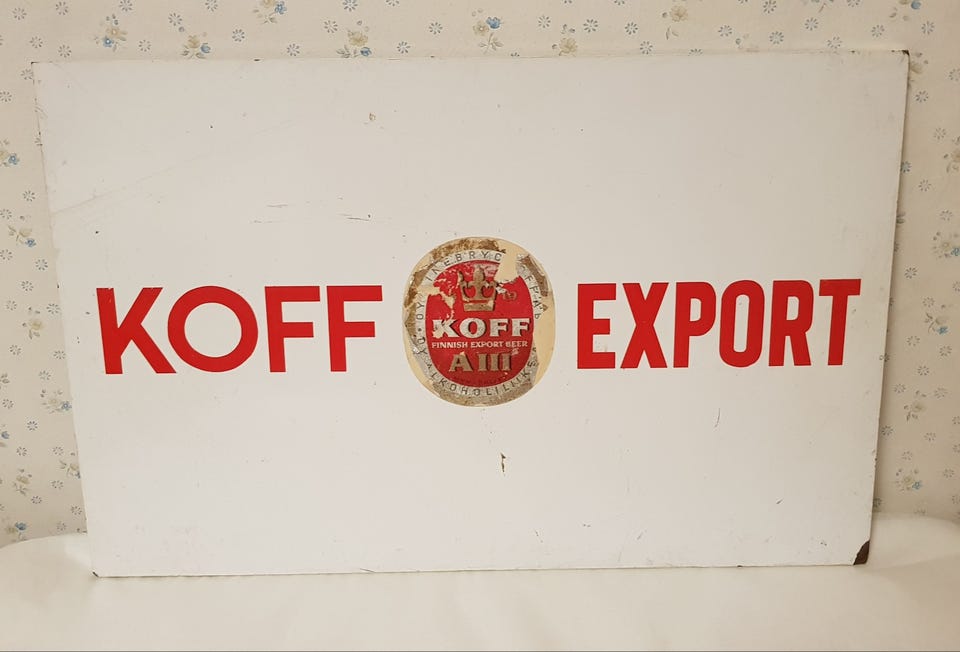 KOFF
KOFF
FINNISH EXPORT BEER
A III
EXPORT